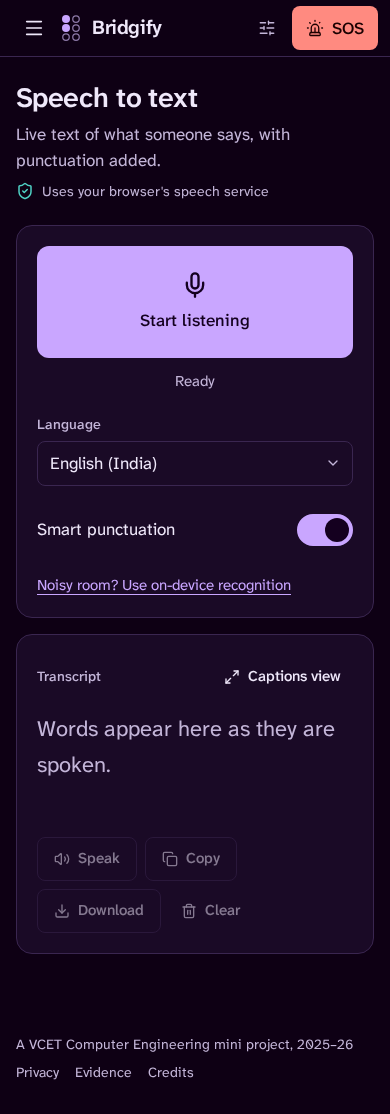 Bridgify
SOS
Speech to text
Live text of what someone says, with
punctuation added.
Uses your browser's speech service
Start listening
Ready
Language
English (India)
Smart punctuation
Noisy room? Use on-device recognition
Transcript
Captions view
Words appear here as they are
spoken.
Speak
Copy
Download
Clear
A VCET Computer Engineering mini project, 2025–26
Privacy
Evidence
Credits